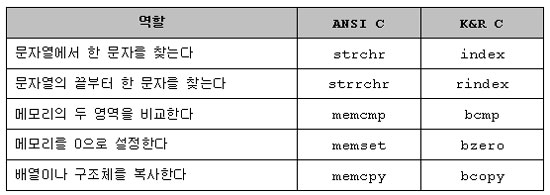 역할 ANSI C K&R C
문자열에서 한 문자를 찾는다 strchr index
문자열의 끝부터 한 문자를 찾는다 strrchr rindex
메모리의 두 영역을 비교한다 memcmp bcmp
메모리를 0으로 설정한다 memset bzero
배열이나 구조체를 복사한다 memcpy bcopy